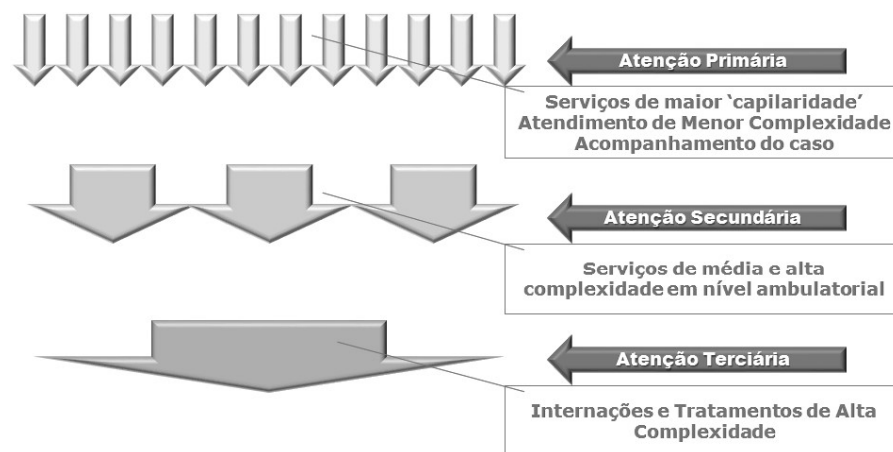 Atenção Primária
Serviços de maior ‘capilaridade’
Atendimento de Menor Complexidade
Acompanhamento do caso
Atenção Secundária
Serviços de média e alta
complexidade em nível ambulatorial
Atenção Terciária
Internações e Tratamentos de Alta
Complexidade